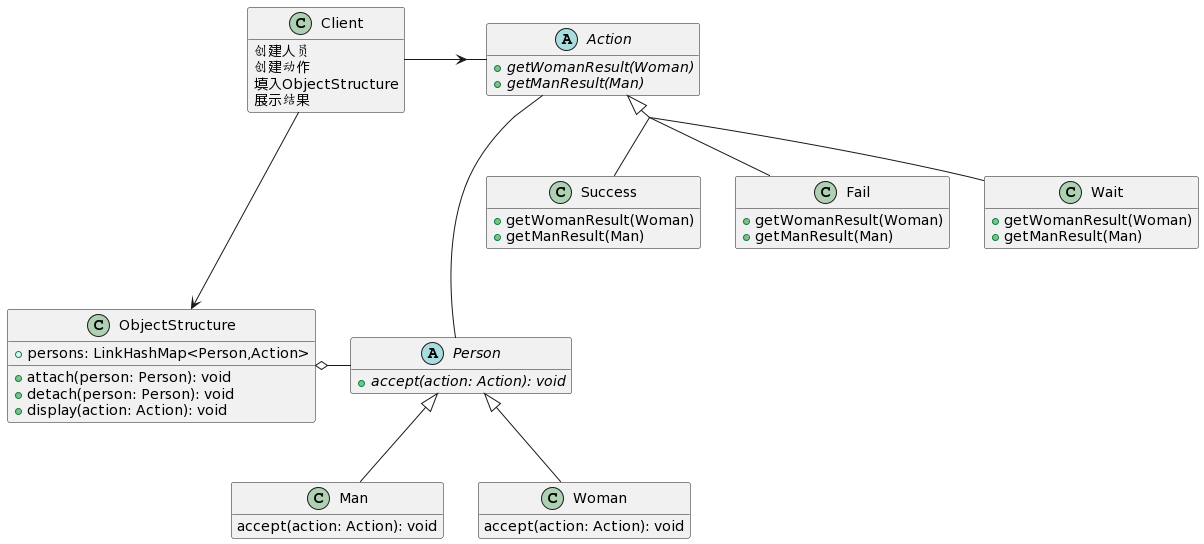 C Client
创建人员
创建动作
填入ObjectStructure
展示结果
A Action
getWomanResult(Woman)
getManResult(Man)
C Success
getWomanResult(Woman)
getManResult(Man)
C Fail
getWomanResult(Woman)
getManResult(Man)
C Wait
getWomanResult(Woman)
getManResult(Man)
C ObjectStructure
persons: LinkHashMap<Person,Action>
attach(person: Person): void
detach(person: Person): void
display(action: Action): void
A Person
accept(action: Action): void
C Man
accept(action: Action): void
C Woman
accept(action: Action): void